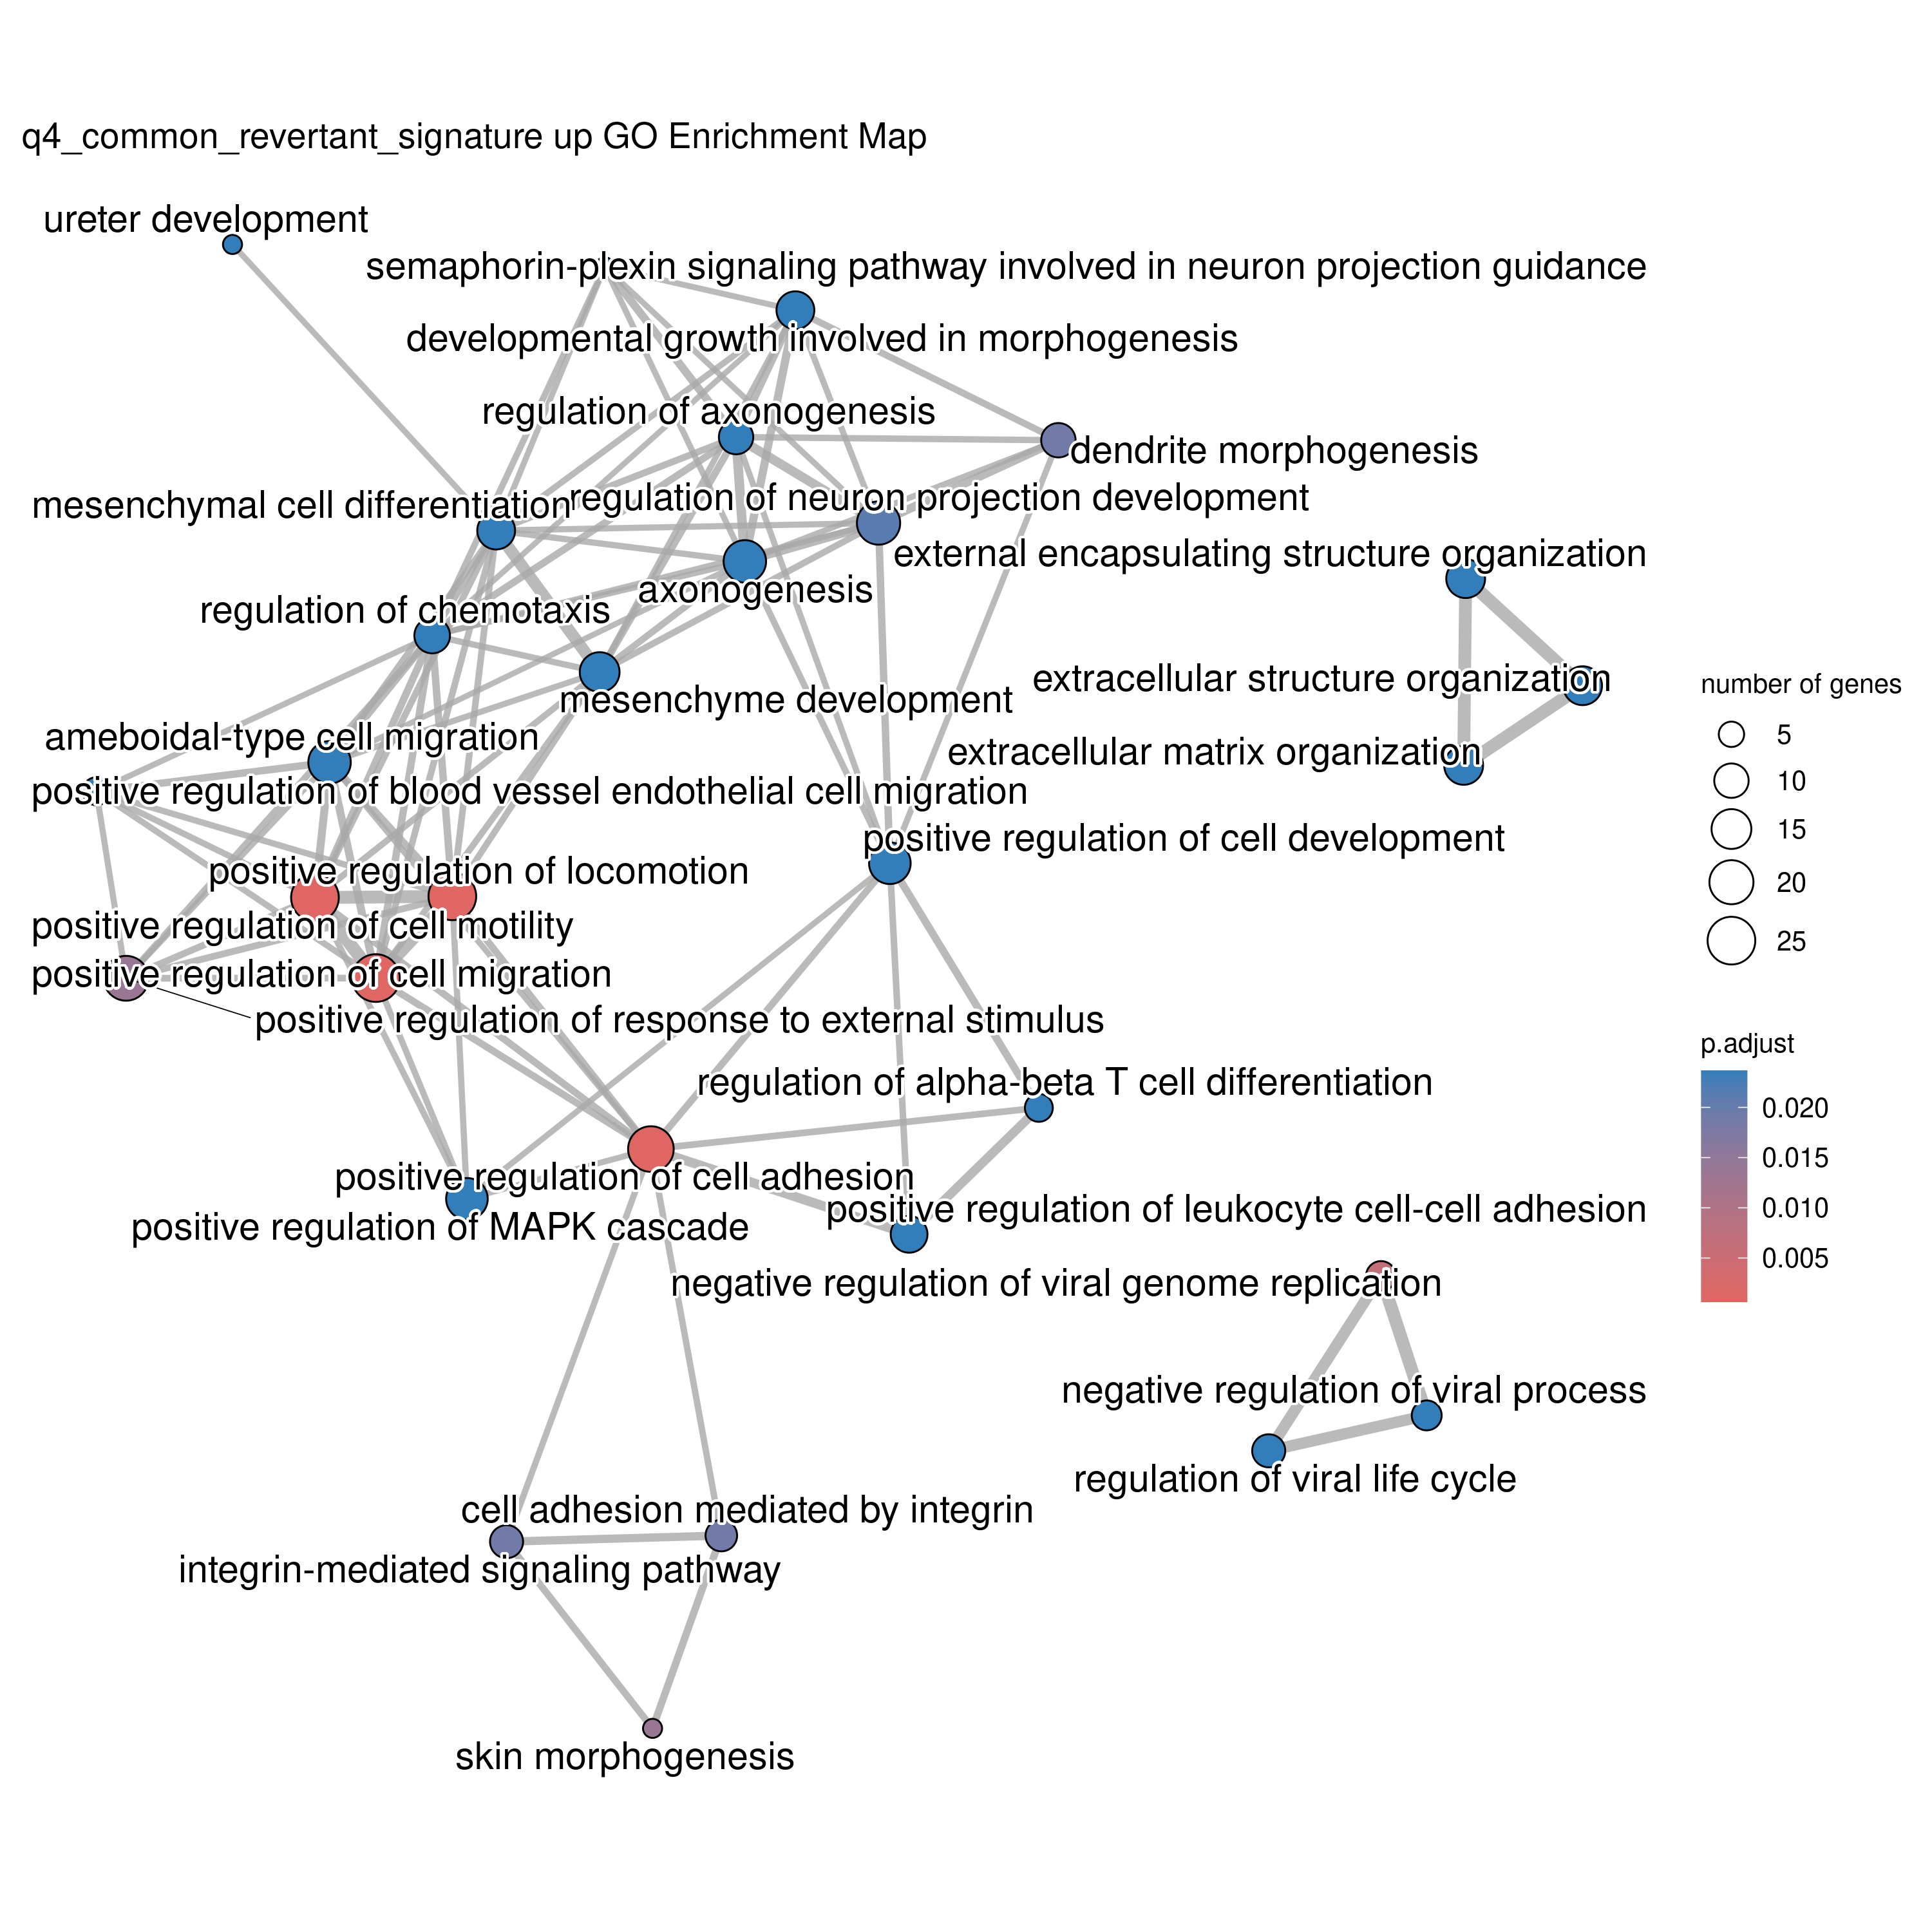 q4_common_revertant_signature up GO Enrichment Map
ureter development
semaphorin-plexin signaling pathway involved in neuron projection guidance
developmental growth involved in morphogenesis
regulation of axonogenesis
dendrite morphogenesis
mesenchymal cell differentiation
regulation of neuron projection development
external encapsulating structure organization
axonogenesis
regulation of chemotaxis
extracellular structure organization
mesenchyme development
ameboidal-type cell migration
extracellular matrix organization
positive regulation of blood vessel endothelial cell migration
positive regulation of cell development
positive regulation of locomotion
positive regulation of cell motility
positive regulation of cell migration
positive regulation of response to external stimulus
regulation of alpha-beta T cell differentiation
positive regulation of cell adhesion
positive regulation of leukocyte cell-cell adhesion
positive regulation of MAPK cascade
negative regulation of viral genome replication
negative regulation of viral process
regulation of viral life cycle
cell adhesion mediated by integrin
integrin-mediated signaling pathway
skin morphogenesis
number of genes
5
10
15
20
25
p.adjust
0.020
0.015
0.010
0.005